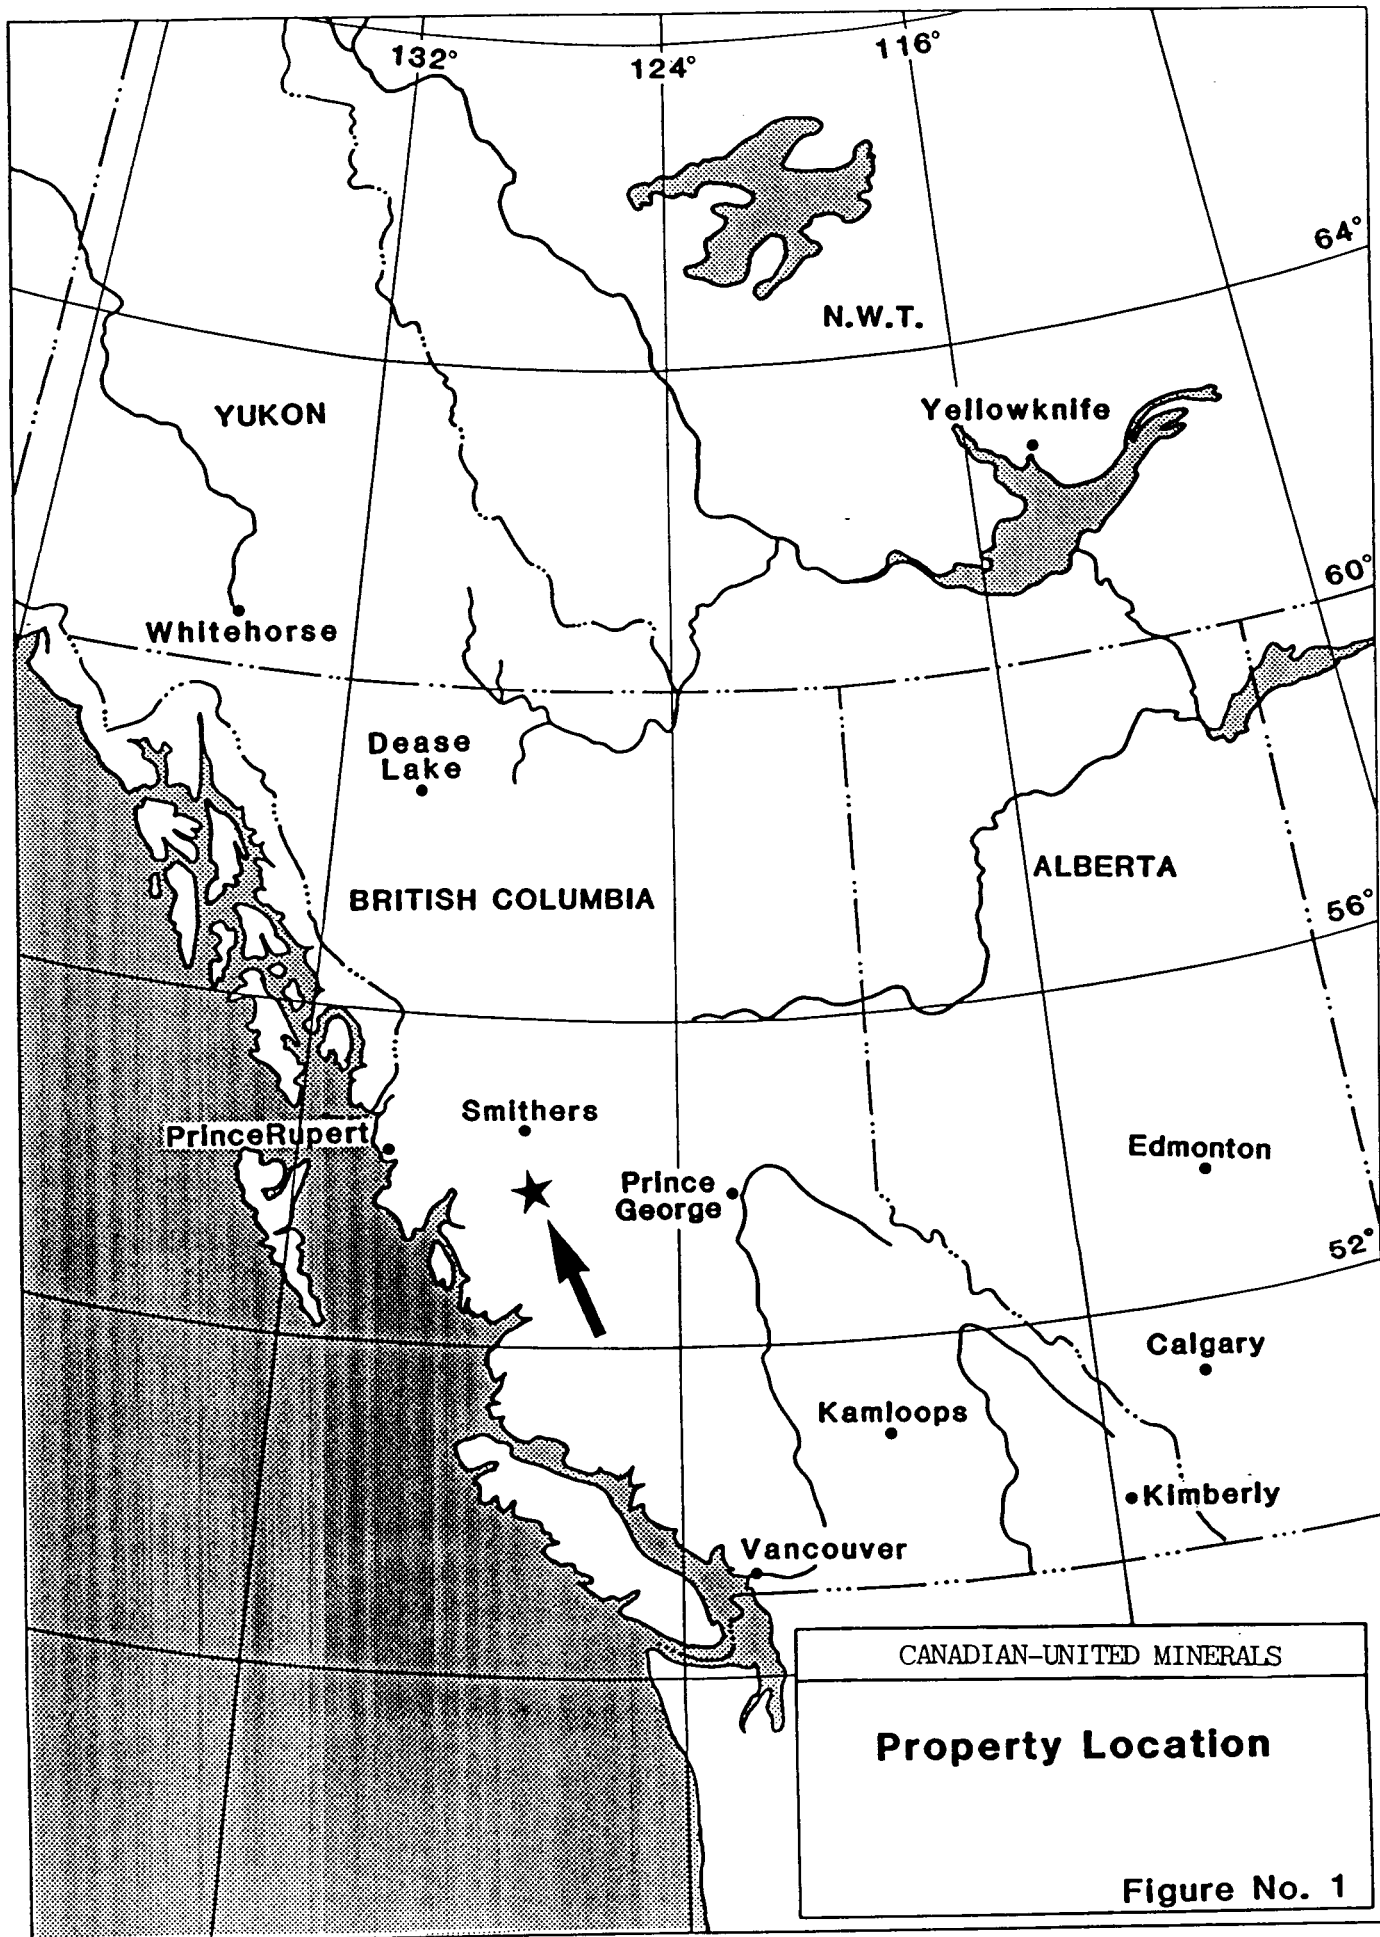 132°
124°
116°
64°
N.W.T.
YUKON
Yellowknife
60°
Whitehorse
Dease
Lake
ALBERTA
BRITISH COLUMBIA
56°
Smithers
PrinceRupert
Edmonton
Prince
George
52°
Calgary
Kamloops
Kimberly
Vancouver
CANADIAN-UNITED MINERALS
Property Location
Figure No. 1